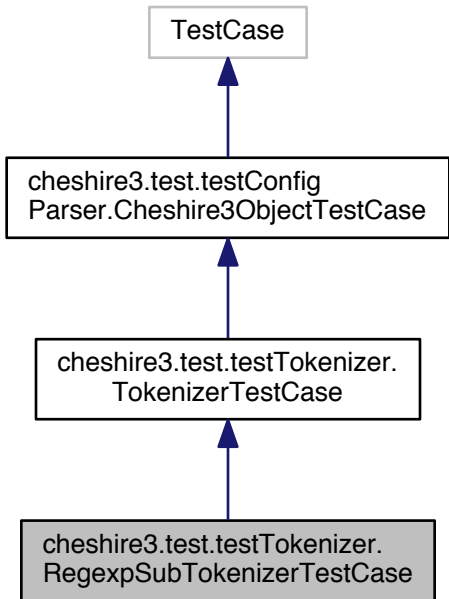 TestCase
cheshire3.test.testConfig
Parser.Cheshire3ObjectTestCase
cheshire3.test.testTokenizer.
TokenizerTestCase
cheshire3.test.testTokenizer.
RegexpSubTokenizerTestCase